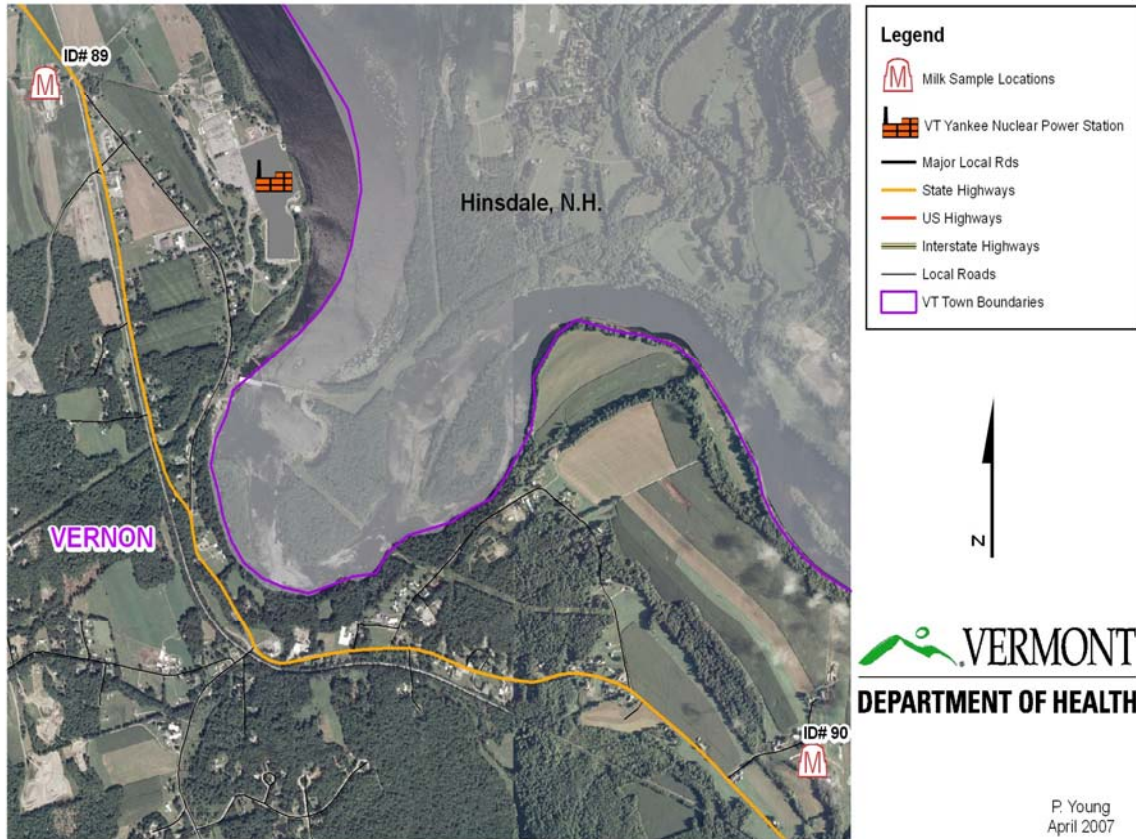 ID# 89
M
Hinsdale, N.H.
VERNON
ID# 90
M
Legend
M Milk Sample Locations
VT Yankee Nuclear Power Station
Major Local Rds
State Highways
US Highways
Interstate Highways
Local Roads
VT Town Boundaries
N
VERMONT
DEPARTMENT OF HEALTH
P. Young
April 2007